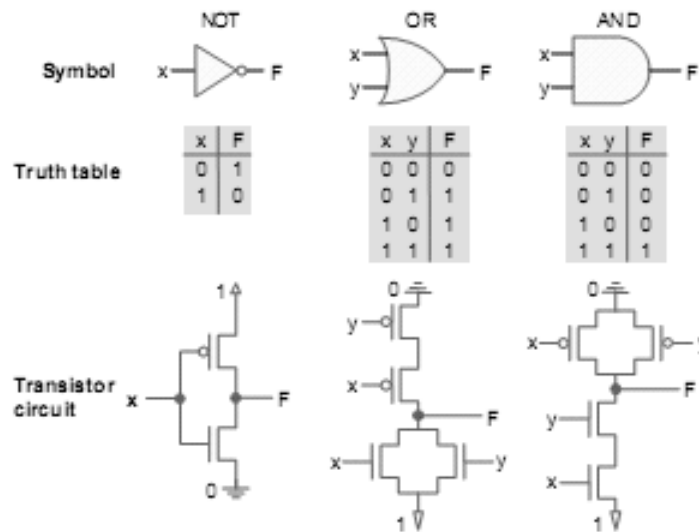 NOT OR AND
Symbol x F x y F x y F
Truth table
x F x y F x y F
0 1 0 0 0 0 0 0
1 0 0 1 1 0 1 0
1 0 1 1 0 0
1 1 1 1 1 1
1 0 0
y x y
x
Transistor circuit x F F F
y
x y x
0 1 1